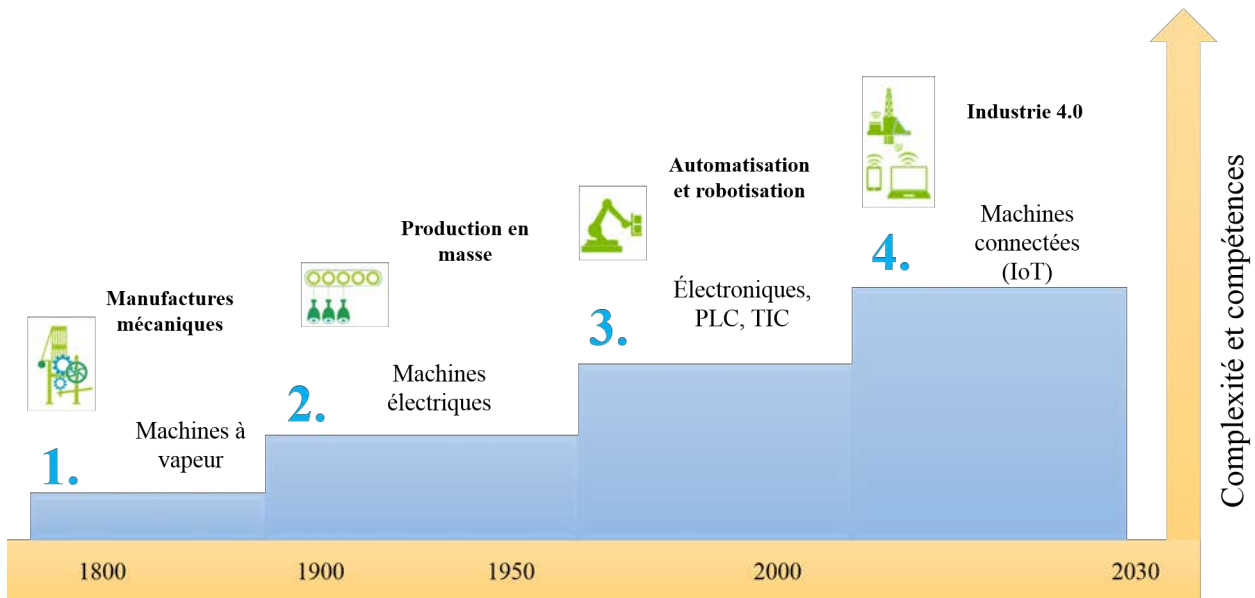 1.
Manufactures
mécaniques
Machines à
vapeur
2.
Production en
masse
Machines
électriques
3.
Automatisation
et robotisation
Électroniques,
PLC, TIC
4.
Industrie 4.0
Machines
connectées
(IoT)
Complexité et compétences
1800
1900
1950
2000
2030